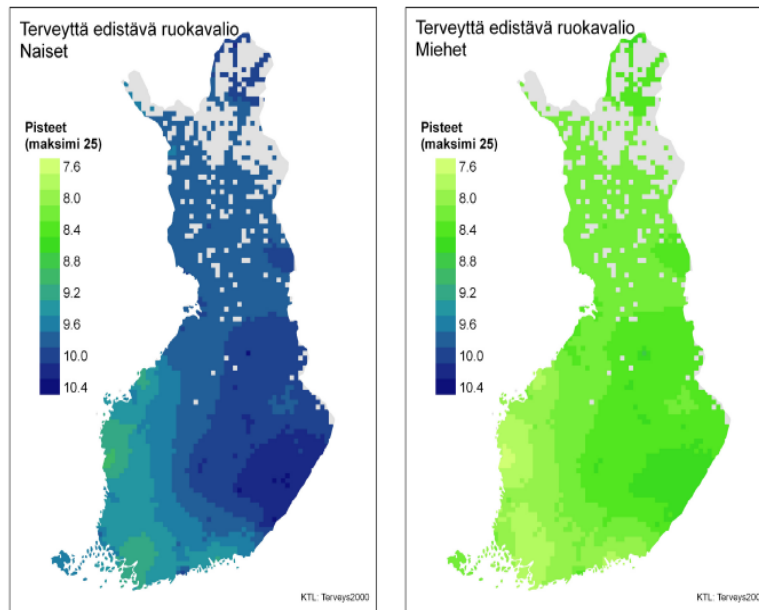 Terveyttä edistävä ruokavalio
Naiset
Pisteet
(maksimi 25)
7.6
8.0
8.4
8.8
9.2
9.6
10.0
10.4
KTL: Terveys2000
Terveyttä edistävä ruokavalio
Miehet
Pisteet
(maksimi 25)
7.6
8.0
8.4
8.8
9.2
9.6
10.0
10.4
KTL: Terveys200